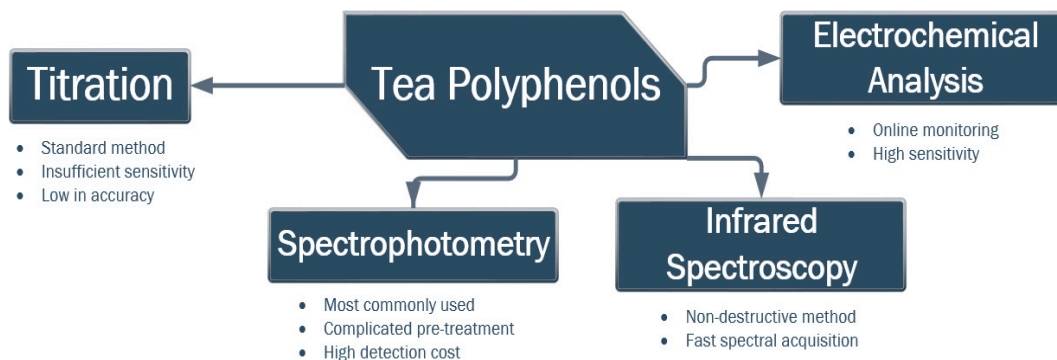 Tea Polyphenols
Titration
• Standard method
• Insufficient sensitivity
• Low in accuracy
Spectrophotometry
• Most commonly used
• Complicated pre-treatment
• High detection cost
Infrared
Spectroscopy
• Non-destructive method
• Fast spectral acquisition
Electrochemical
Analysis
• Online monitoring
• High sensitivity